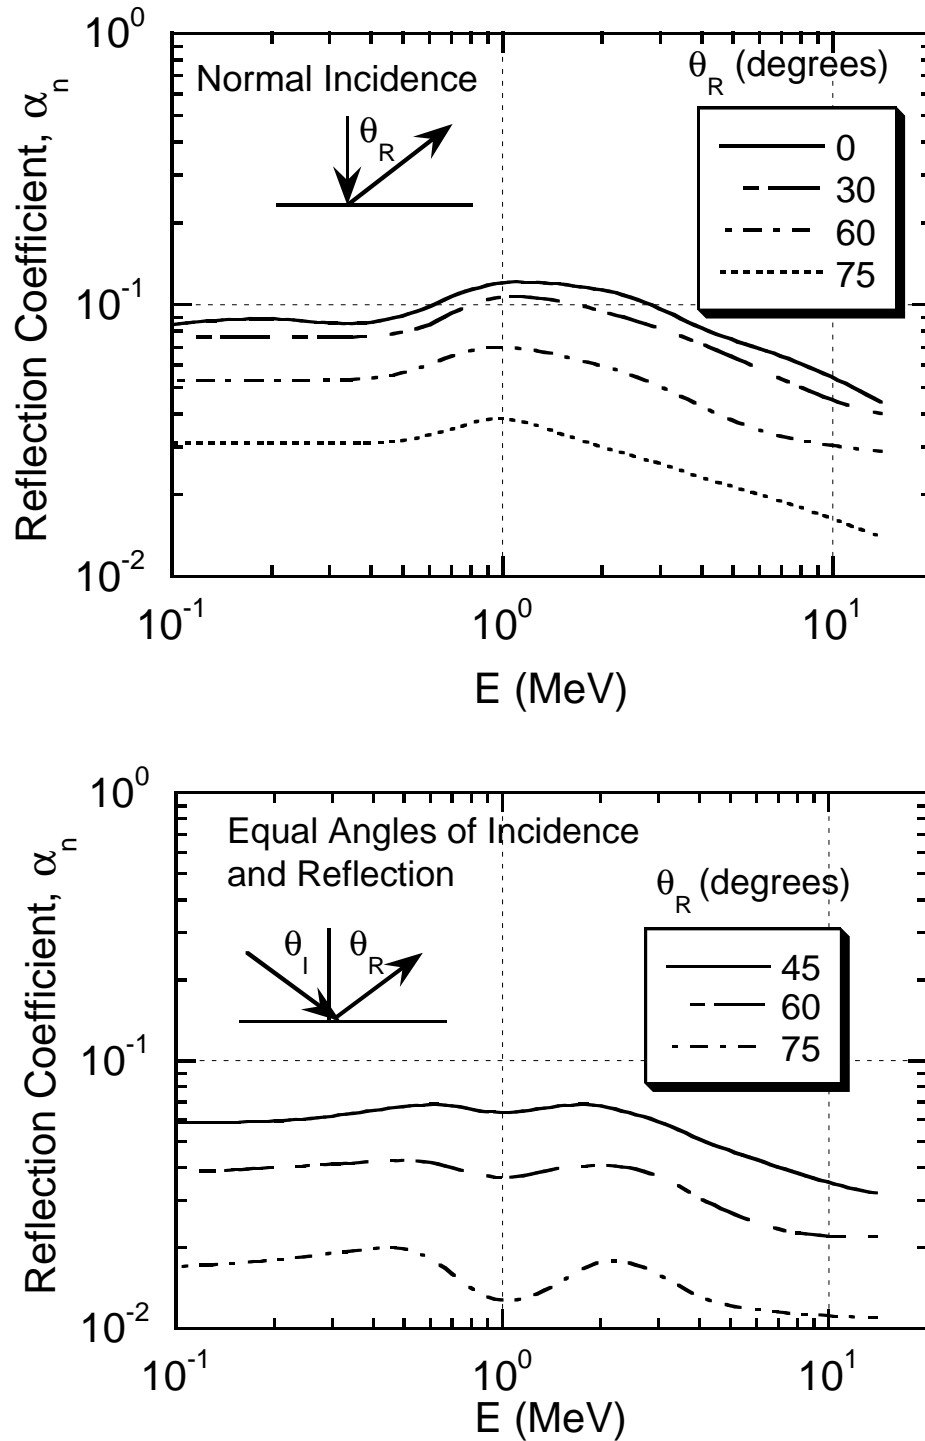 10^0
Normal Incidence
θ_R (degrees)
θ_R
0
30
60
75
Reflection Coefficient, α_n
10^-1
10^-2
10^-1
10^0
10^1
E (MeV)
10^0
Equal Angles of Incidence
and Reflection
θ_R (degrees)
θ_I
θ_R
45
60
75
Reflection Coefficient, α_n
10^-1
10^-2
10^-1
10^0
10^1
E (MeV)